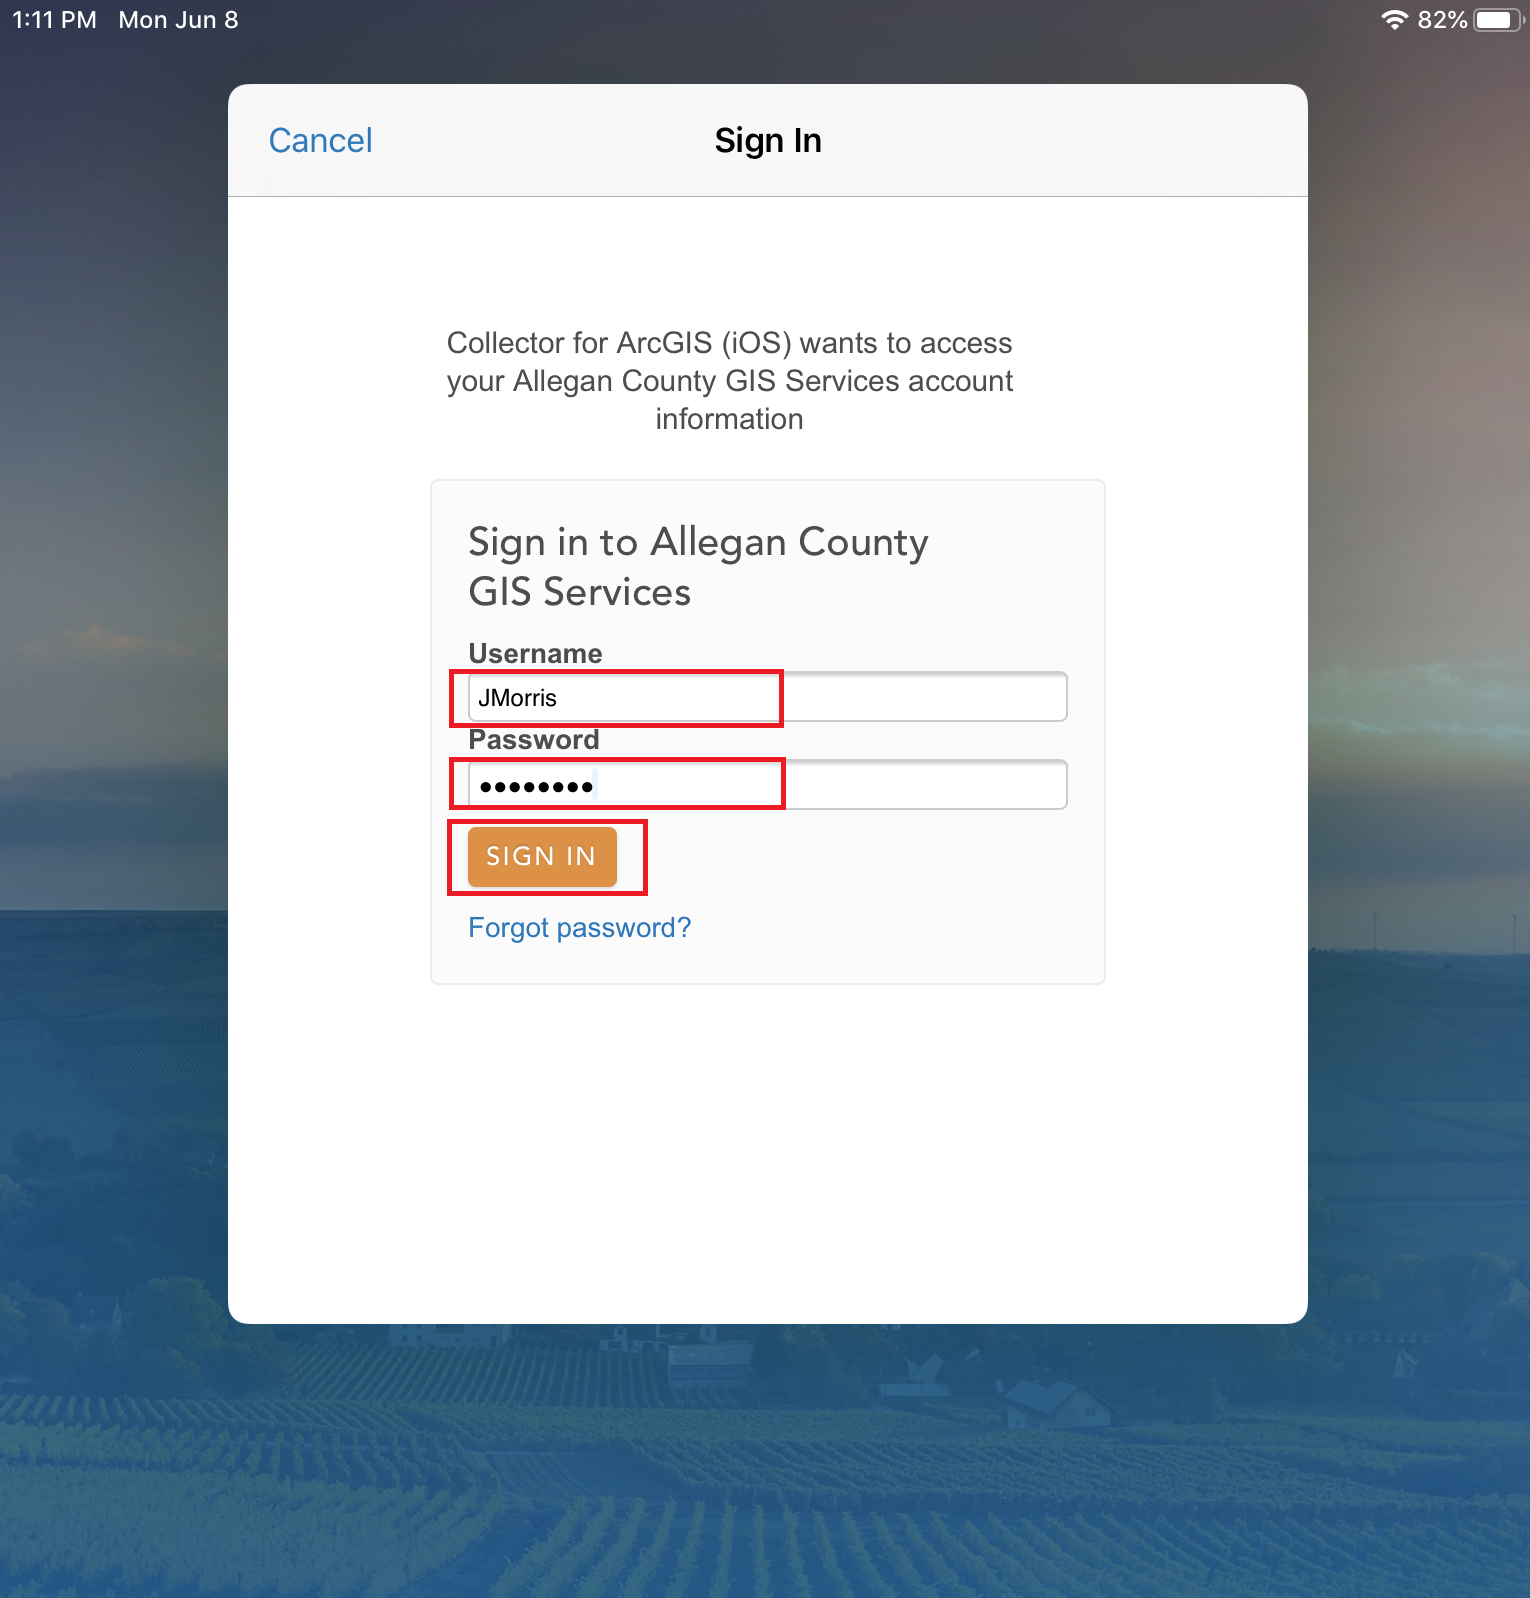 1:11 PM Mon Jun 8 82%
Cancel Sign In
Collector for ArcGIS (iOS) wants to access
your Allegan County GIS Services account
information
Sign in to Allegan County
GIS Services
Username
JMorris
Password
••••••••
SIGN IN
Forgot password?